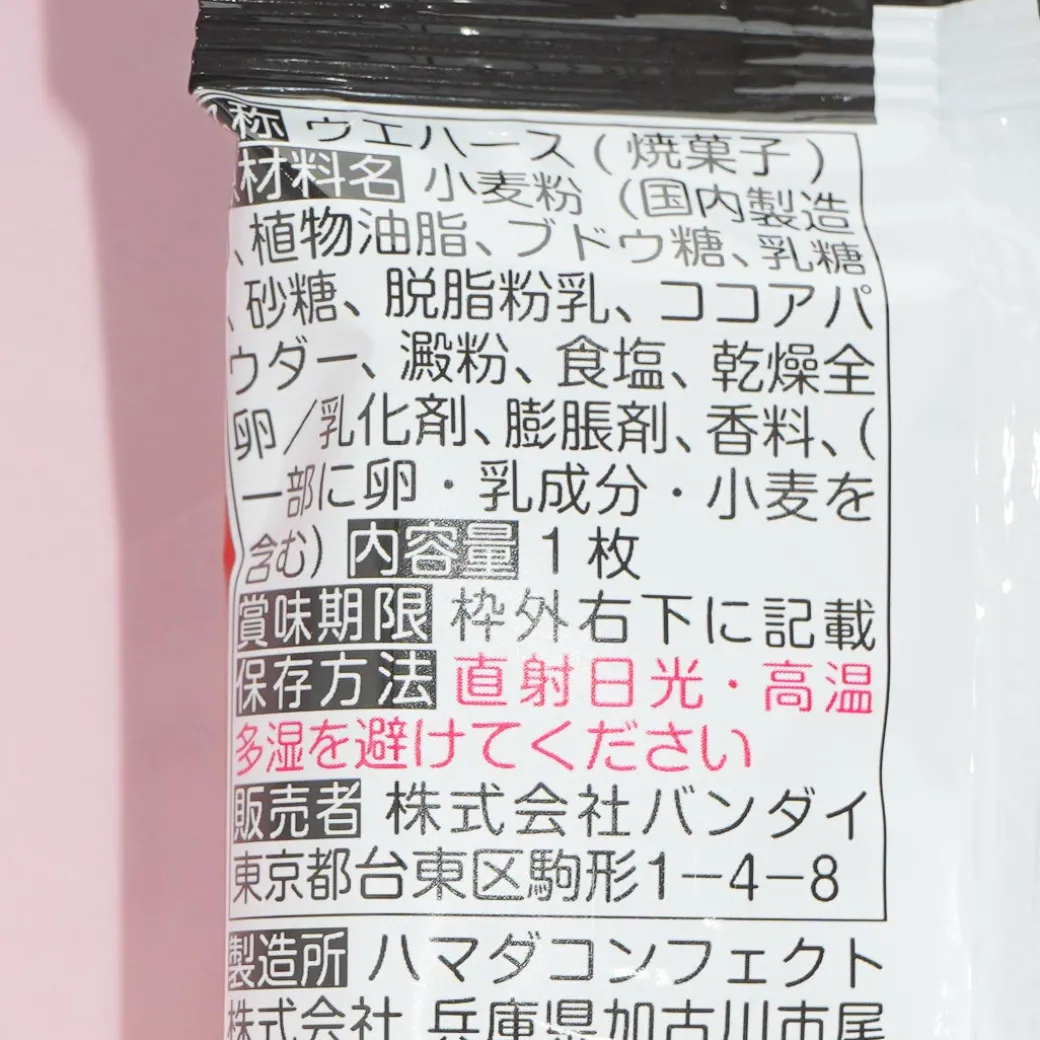 名称 ウエハース(焼菓子)
原材料名 小麦粉(国内製造
、植物油脂、ブドウ糖、乳糖
、砂糖、脱脂粉乳、ココアパ
ウダー、澱粉、食塩、乾燥全
卵/乳化剤、膨脹剤、香料、(
一部に卵・乳成分・小麦を
含む) 内容量 1枚
賞味期限 枠外右下に記載
保存方法 直射日光・高温
多湿を避けてください
販売者 株式会社バンダイ
東京都台東区駒形1-4-8
製造所 ハマダコンフェクト
株式会社 兵庫県加古川市尾